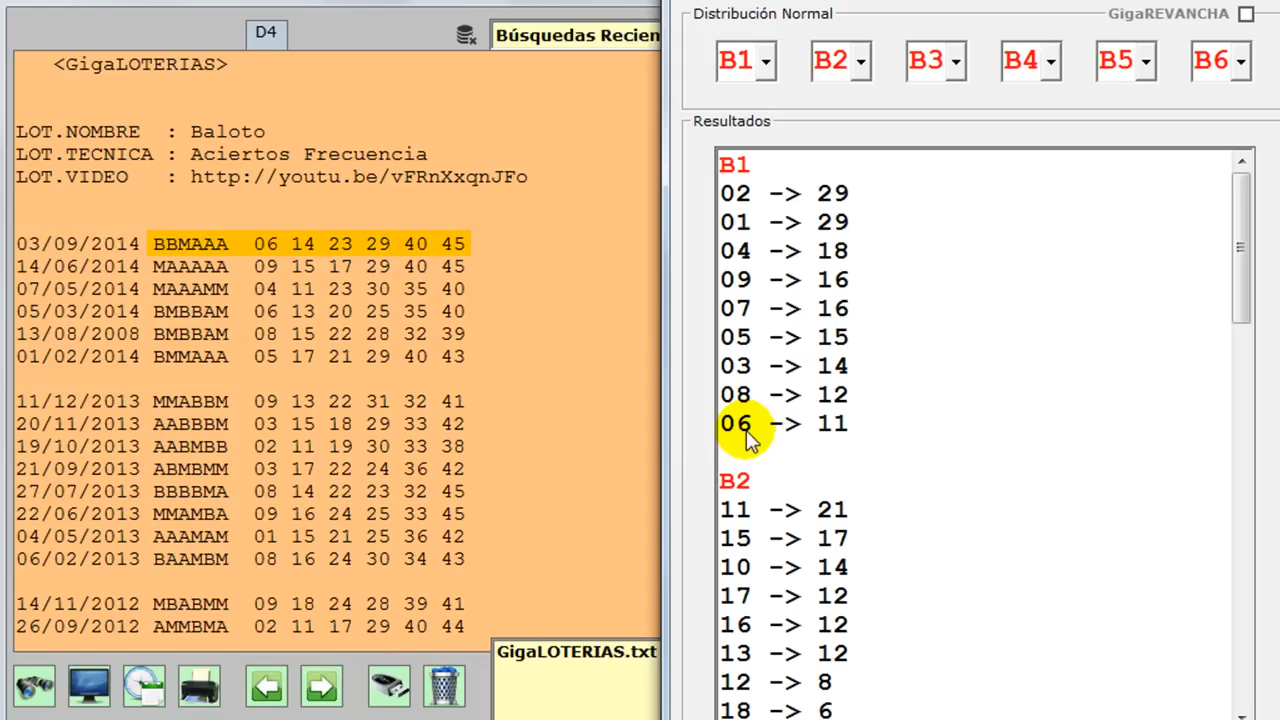 D4
Búsquedas Recien
<GigaLOTERIAS>
LOT.NOMBRE : Baloto
LOT.TECNICA : Aciertos Frecuencia
LOT.VIDEO : http://youtu.be/vFRnXxqnJFo
03/09/2014 BBMAAA 06 14 23 29 40 45
14/06/2014 MAAAAA 09 15 17 29 40 45
07/05/2014 MAAAMM 04 11 23 30 35 40
05/03/2014 BMBBAM 06 13 20 25 35 40
13/08/2008 BMBBAM 08 15 22 28 32 39
01/02/2014 BMMAAA 05 17 21 29 40 43
11/12/2013 MMABBM 09 13 22 31 32 41
20/11/2013 AABBBM 03 15 18 29 33 42
19/10/2013 AABMBB 02 11 19 30 33 38
21/09/2013 ABMBMM 03 17 22 24 36 42
27/07/2013 BBBBMA 08 14 22 23 32 45
22/06/2013 MMAMBA 09 16 24 25 33 45
04/05/2013 AAAMAM 01 15 21 25 36 42
06/02/2013 BAAMBM 08 16 24 30 34 43
14/11/2012 MBABMM 09 18 24 28 39 41
26/09/2012 AMMBMA 02 11 17 29 40 44
GigaLOTERIAS.txt
Distribución Normal
GigaREVANCHA
B1 B2 B3 B4 B5 B6
Resultados
B1
02 -> 29
01 -> 29
04 -> 18
09 -> 16
07 -> 16
05 -> 15
03 -> 14
08 -> 12
06 -> 11
B2
11 -> 21
15 -> 17
10 -> 14
17 -> 12
16 -> 12
13 -> 12
12 -> 8
18 -> 6